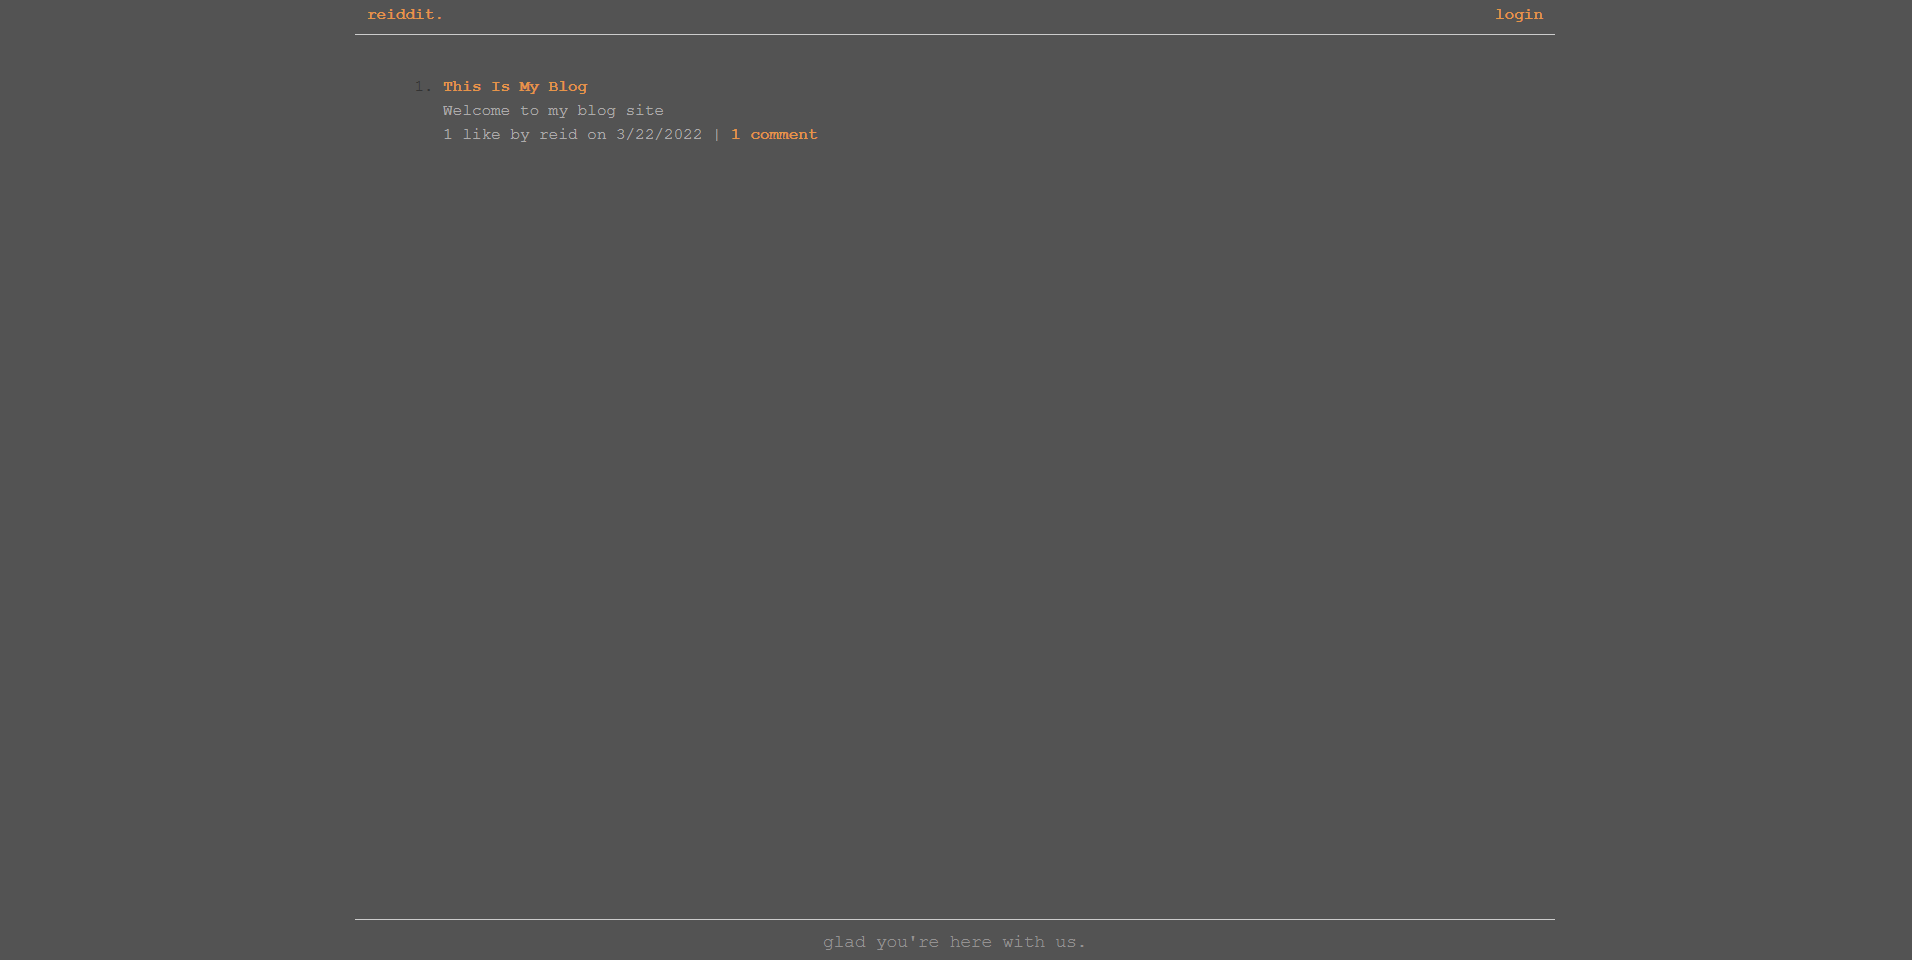 reiddit. login
1. This Is My Blog
Welcome to my blog site
1 like by reid on 3/22/2022 | 1 comment
glad you're here with us.